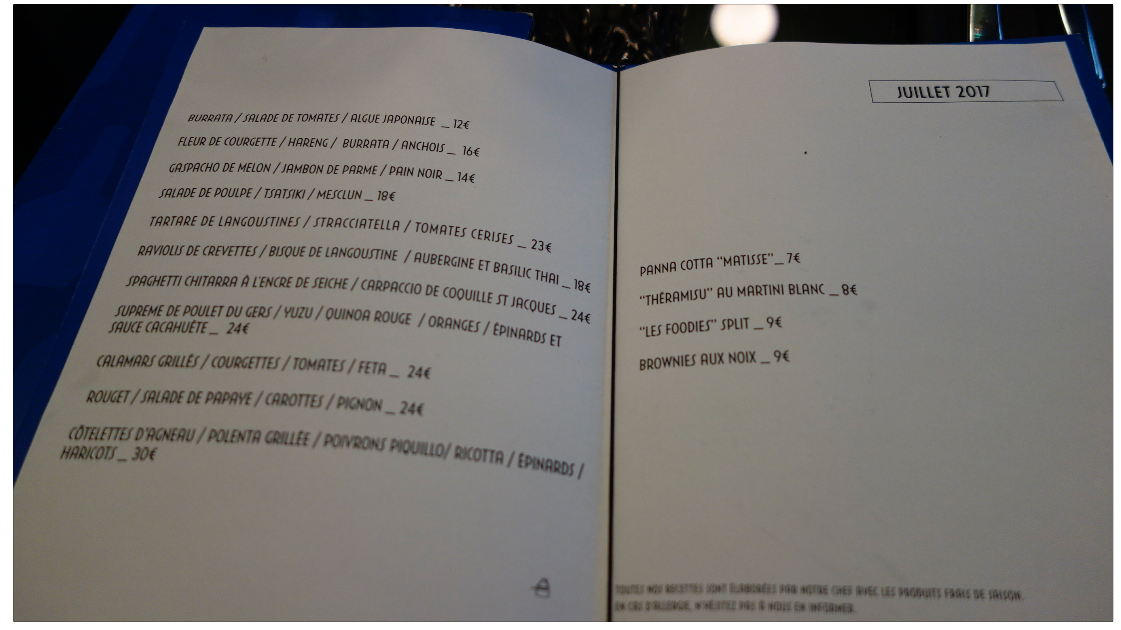 BURRATA / SALADE DE TOMATES / ALGUE JAPONAISE _ 12€
FLEUR DE COURGETTE / HARENG / BURRATA / ANCHOIS _ 16€
GASPACHO DE MELON / JAMBON DE PARME / PAIN NOIR _ 14€
SALADE DE POULPE / TSATSIKI / MESCLUN _ 18€
TARTARE DE LANGOUSTINES / STRACCIATELLA / TOMATES CERISES _ 23€
RAVIOLIS DE CREVETTES / BISQUE DE LANGOUSTINE / AUBERGINE ET BASILIC THAI _ 18€
SPAGHETTI CHITARRA À L'ENCRE DE SEICHE / CARPACCIO DE COQUILLE ST JACQUES _ 24€
SUPREME DE POULET DU GERS / YUZU / QUINOA ROUGE / ORANGES / ÉPINARDS ET
SAUCE CACAHUÈTE _ 24€
CALAMARS GRILLÉS / COURGETTES / TOMATES / FETA _ 24€
ROUGET / SALADE DE PAPAYE / CAROTTES / PIGNON _ 24€
CÔTELETTES D'AGNEAU / POLENTA GRILLÉE / POIVRONS PIQUILLO/ RICOTTA / ÉPINARDS /
HARICOTS _ 30€
JUILLET 2017
PANNA COTTA "MATISSE"_ 7€
"THÉRAMISU" AU MARTINI BLANC _ 8€
"LES FOODIES" SPLIT _ 9€
BROWNIES AUX NOIX _ 9€
TOUTES NOS RECETTES SONT ÉLABORÉES PAR NOTRE CHEF AVEC LES PRODUITS FRAIS DE SAISON.
EN CAS D'ALLERGIE, N'HÉSITEZ PAS À NOUS EN INFORMER.